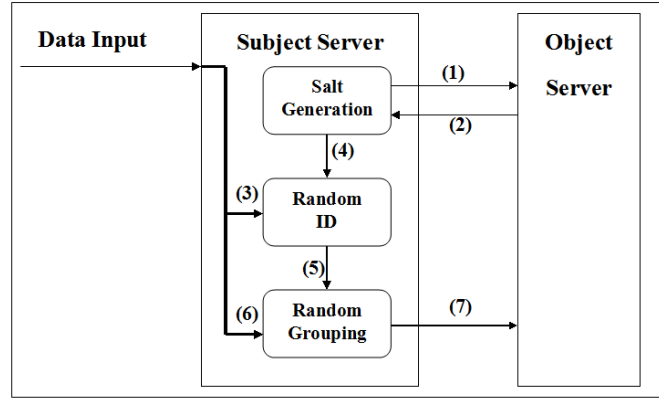 Data Input
Subject Server
Object
Server
Salt
Generation
(1)
(2)
(4)
(3)
Random
ID
(5)
(6)
Random
Grouping
(7)